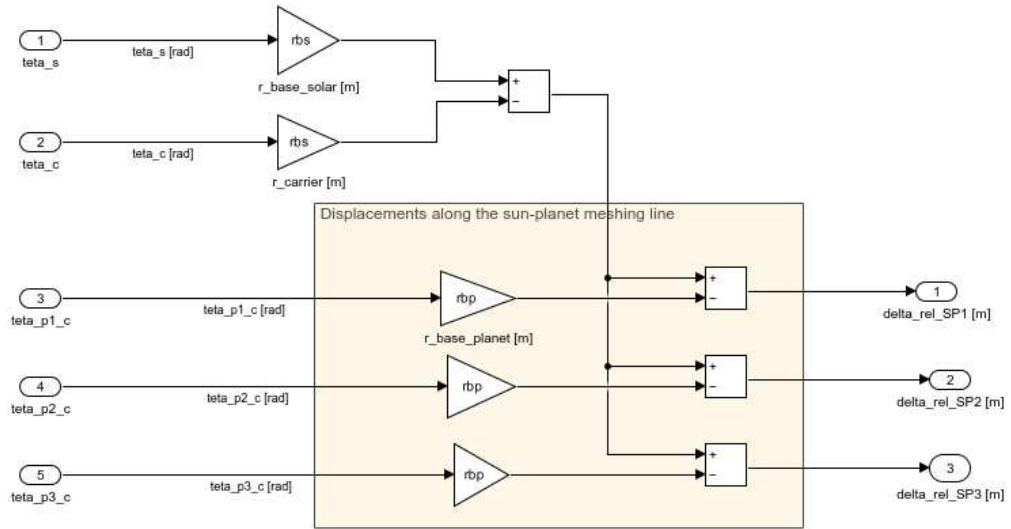 1
teta_s
teta_s [rad]
rbs
r_base_solar [m]
+
−
2
teta_c
teta_c [rad]
rbs
r_carrier [m]
Displacements along the sun-planet meshing line
3
teta_p1_c
teta_p1_c [rad]
rbp
r_base_planet [m]
+
−
1
delta_rel_SP1 [m]
4
teta_p2_c
teta_p2_c [rad]
rbp
+
−
2
delta_rel_SP2 [m]
5
teta_p3_c
teta_p3_c [rad]
rbp
+
−
3
delta_rel_SP3 [m]